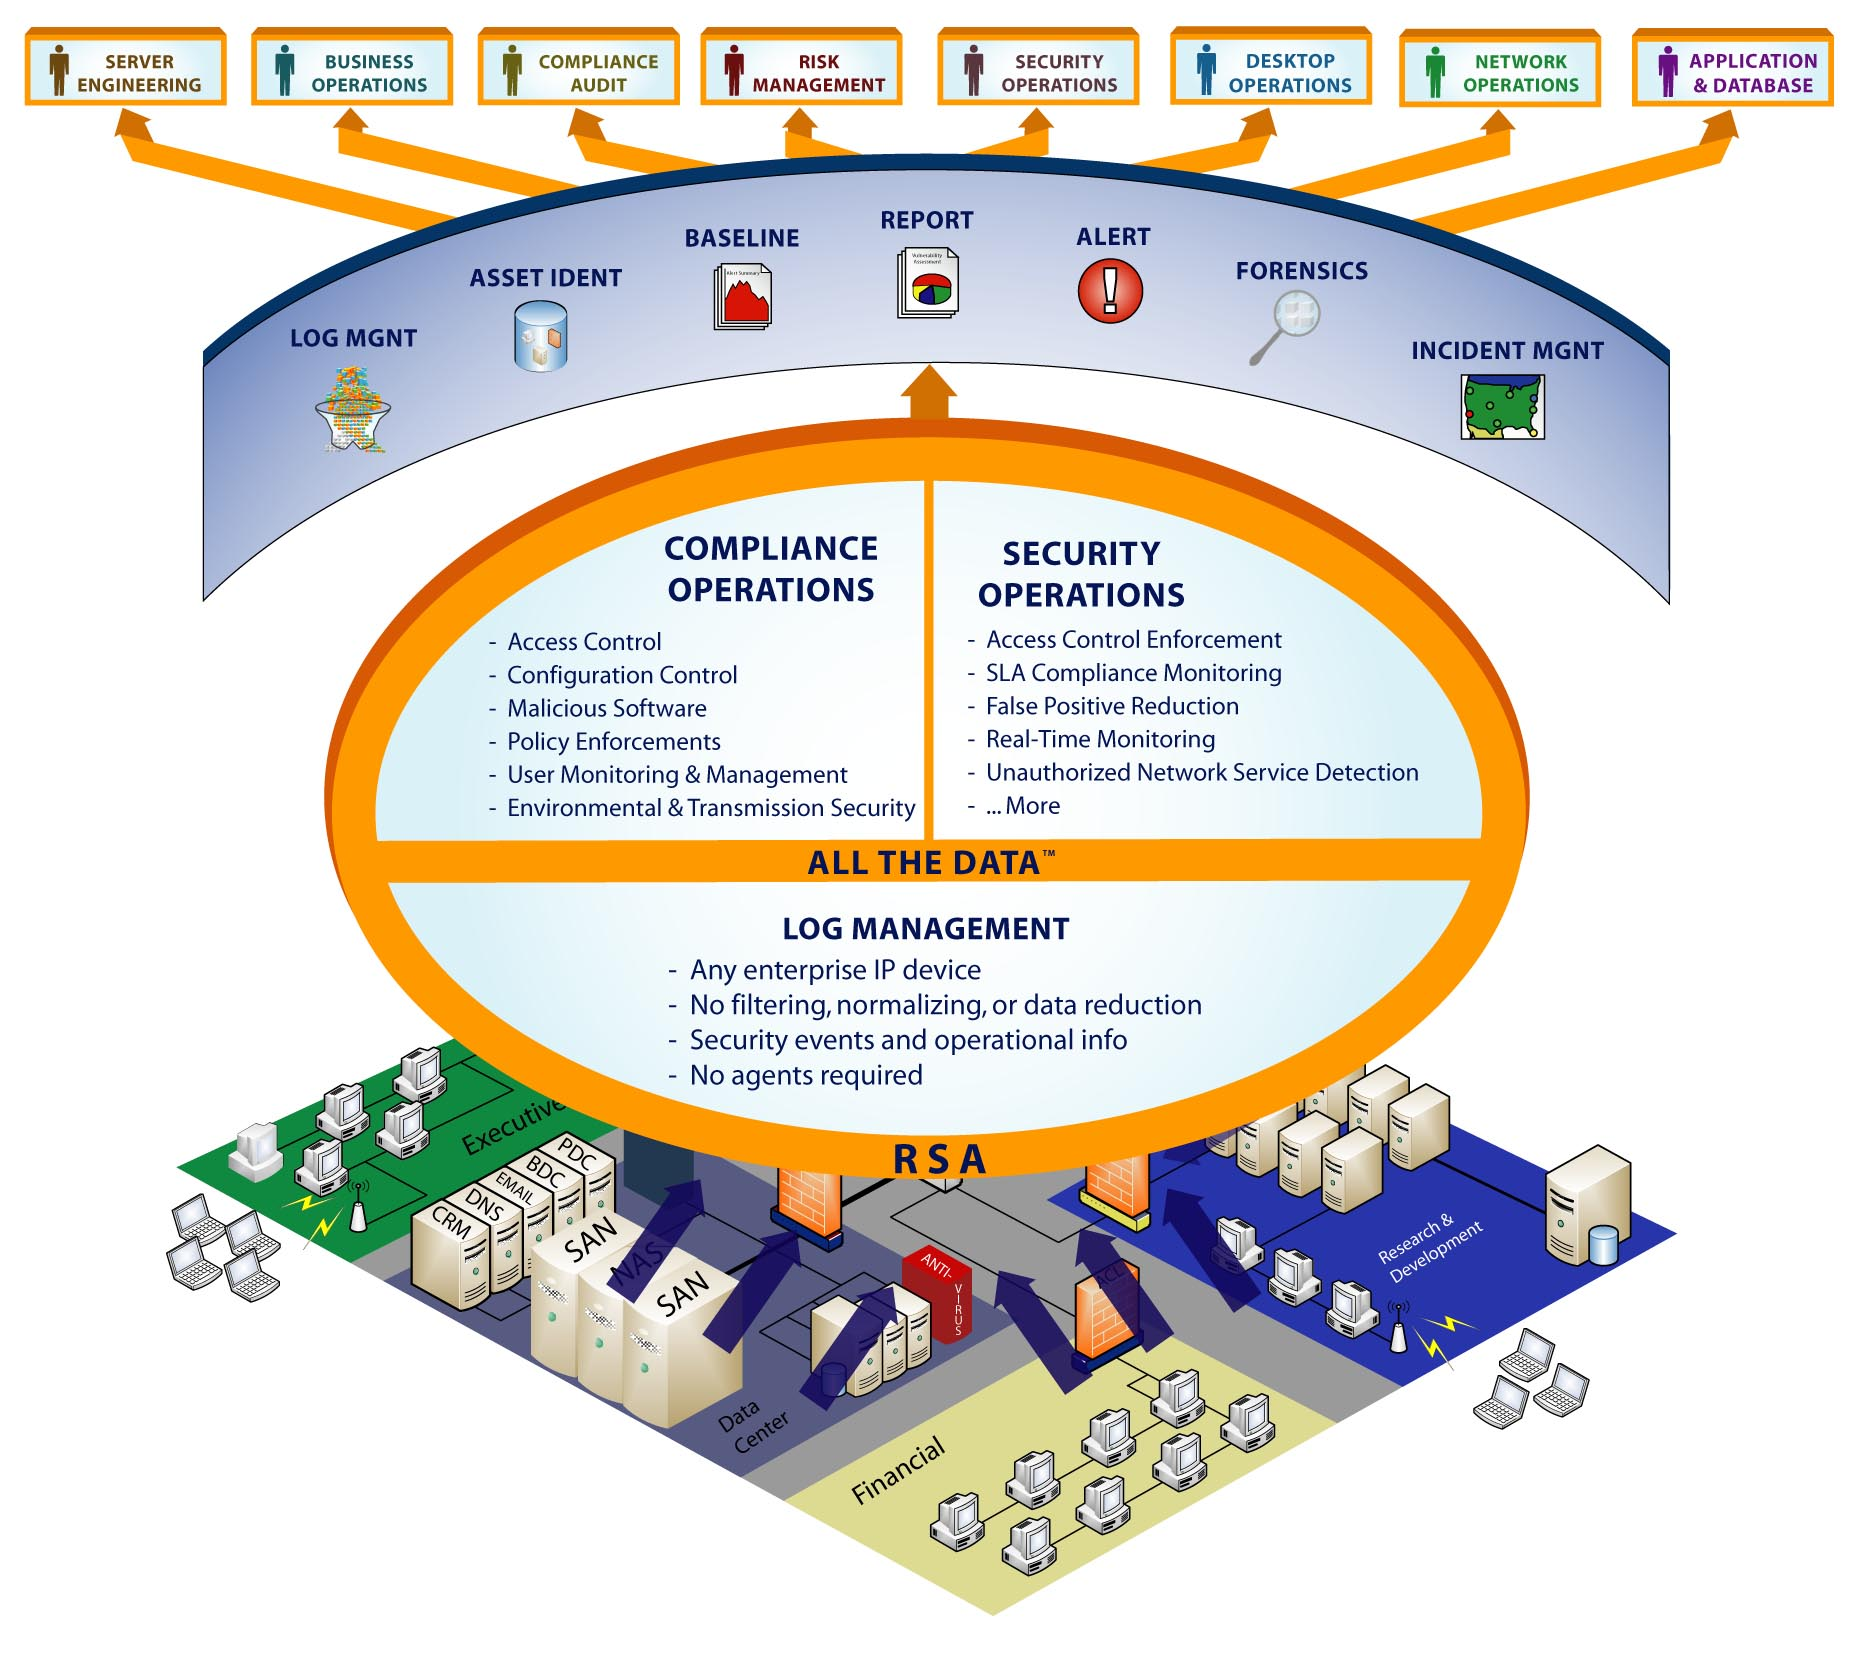 SERVER
ENGINEERING
BUSINESS
OPERATIONS
COMPLIANCE
AUDIT
RISK
MANAGEMENT
SECURITY
OPERATIONS
DESKTOP
OPERATIONS
NETWORK
OPERATIONS
APPLICATION
& DATABASE
LOG MGNT
ASSET IDENT
BASELINE
Alert Summary
REPORT
Vulnerability
Assessment
ALERT
FORENSICS
INCIDENT MGNT
COMPLIANCE
OPERATIONS
- Access Control
- Configuration Control
- Malicious Software
- Policy Enforcements
- User Monitoring & Management
- Environmental & Transmission Security
SECURITY
OPERATIONS
- Access Control Enforcement
- SLA Compliance Monitoring
- False Positive Reduction
- Real-Time Monitoring
- Unauthorized Network Service Detection
- ... More
ALL THE DATA™
LOG MANAGEMENT
- Any enterprise IP device
- No filtering, normalizing, or data reduction
- Security events and operational info
- No agents required
RSA
Executive
CRM
DNS
EMAIL
BDC
PDC
SAN
NAS
SAN
ANTI-
VIRUS
ACL
Data
Center
Financial
Research &
Development